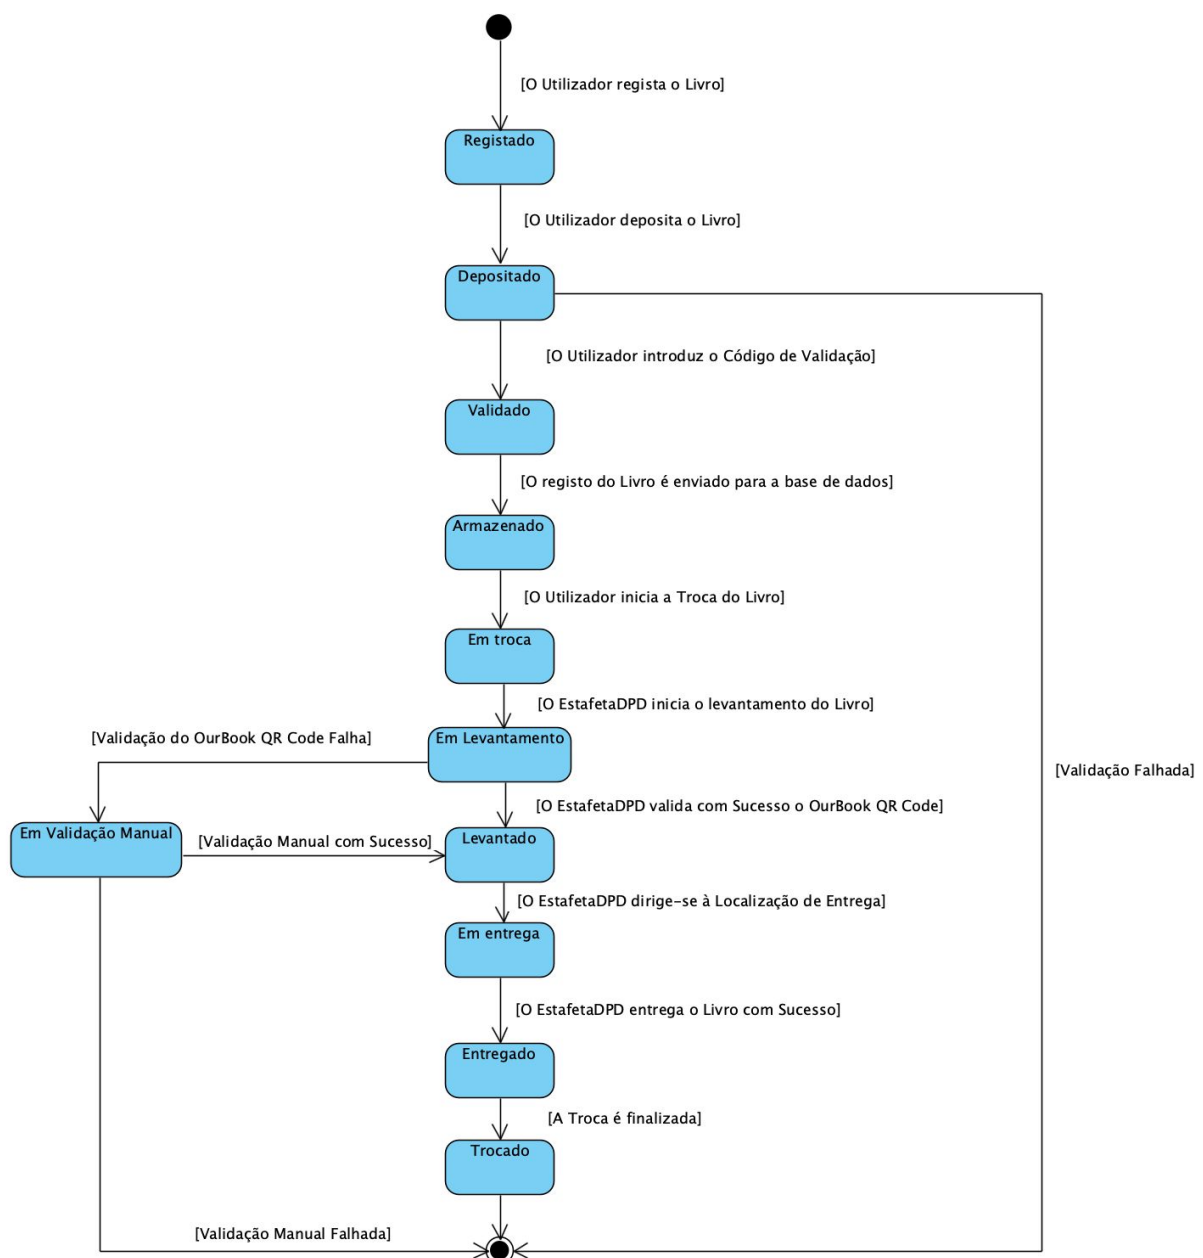 [O Utilizador regista o Livro]
Registado
[O Utilizador deposita o Livro]
Depositado
[O Utilizador introduz o Código de Validação]
Validado
[O registo do Livro é enviado para a base de dados]
Armazenado
[O Utilizador inicia a Troca do Livro]
Em troca
[O EstafetaDPD inicia o levantamento do Livro]
[Validação do OurBook QR Code Falha]
Em Levantamento
[Validação Falhada]
[O EstafetaDPD valida com Sucesso o OurBook QR Code]
Em Validação Manual
[Validação Manual com Sucesso]
Levantado
[O EstafetaDPD dirige-se à Localização de Entrega]
Em entrega
[O EstafetaDPD entrega o Livro com Sucesso]
Entregado
[A Troca é finalizada]
Trocado
[Validação Manual Falhada]